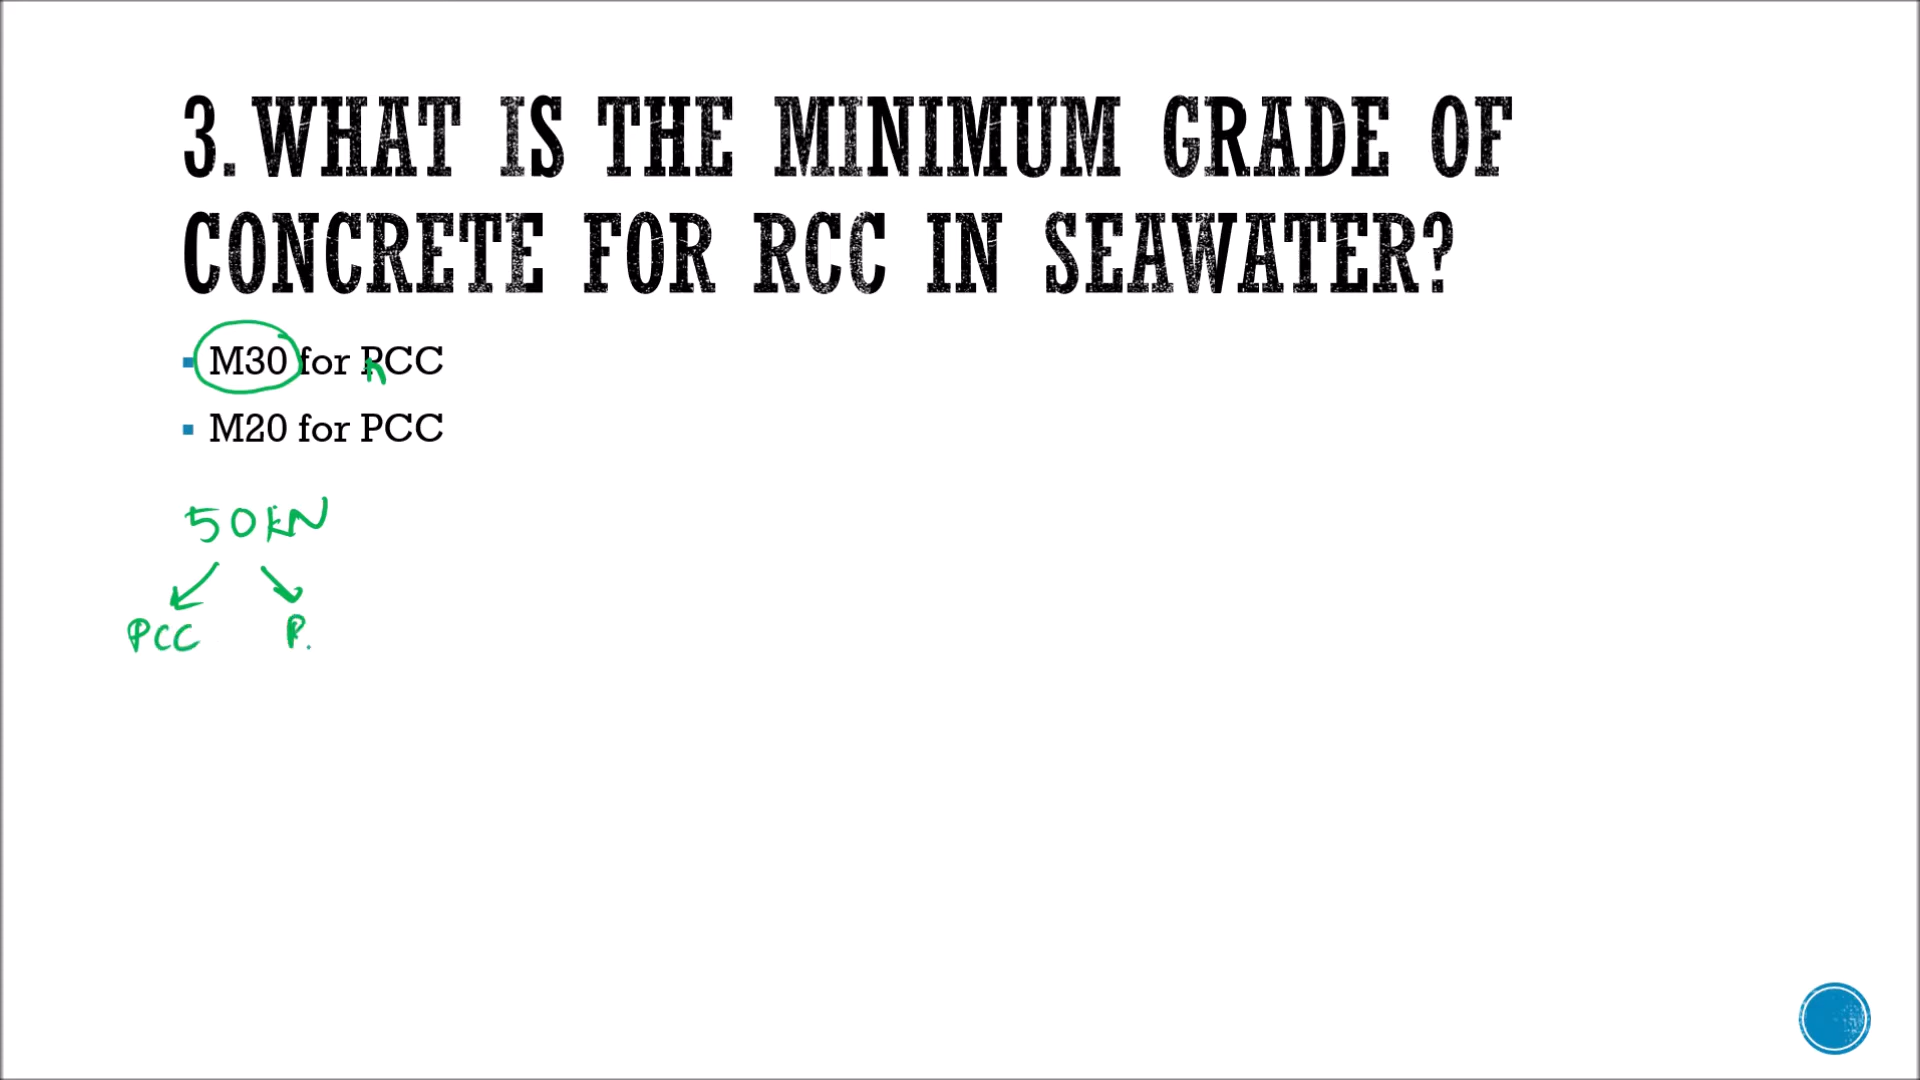 3. WHAT IS THE MINIMUM GRADE OF
CONCRETE FOR RCC IN SEAWATER?
M30 for RCC
M20 for PCC
50kN
PCC P.